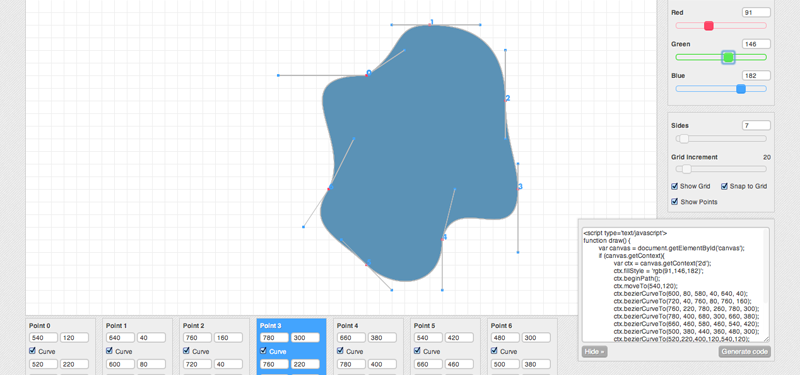 Red 91
Green 146
Blue 182
Sides 7
Grid Increment 20
Show Grid Snap to Grid
Show Points
0
1
2
3
4
<script type='text/javascript'>
function draw() {
var canvas = document.getElementById('canvas');
if (canvas.getContext){
var ctx = canvas.getContext('2d');
ctx.fillStyle = 'rgb(91,146,182)';
ctx.beginPath();
ctx.moveTo(540,120);
ctx.bezierCurveTo(600, 80, 580, 40, 640, 40);
ctx.bezierCurveTo(720, 40, 760, 80, 760, 160);
ctx.bezierCurveTo(760, 220, 780, 260, 780, 300);
ctx.bezierCurveTo(780, 400, 680, 300, 660, 380);
ctx.bezierCurveTo(660, 460, 580, 460, 540, 420);
ctx.bezierCurveTo(500, 380, 440, 360, 480, 300);
ctx.bezierCurveTo(520,220,400,120,540,120);
Hide » Generate code
Point 0 Point 1 Point 2 Point 3 Point 4 Point 5 Point 6
540 120 640 40 760 160 780 300 660 380 540 420 480 300
Curve Curve Curve Curve Curve Curve Curve
520 220 600 80 720 40 760 220 780 400 660 460 500 380